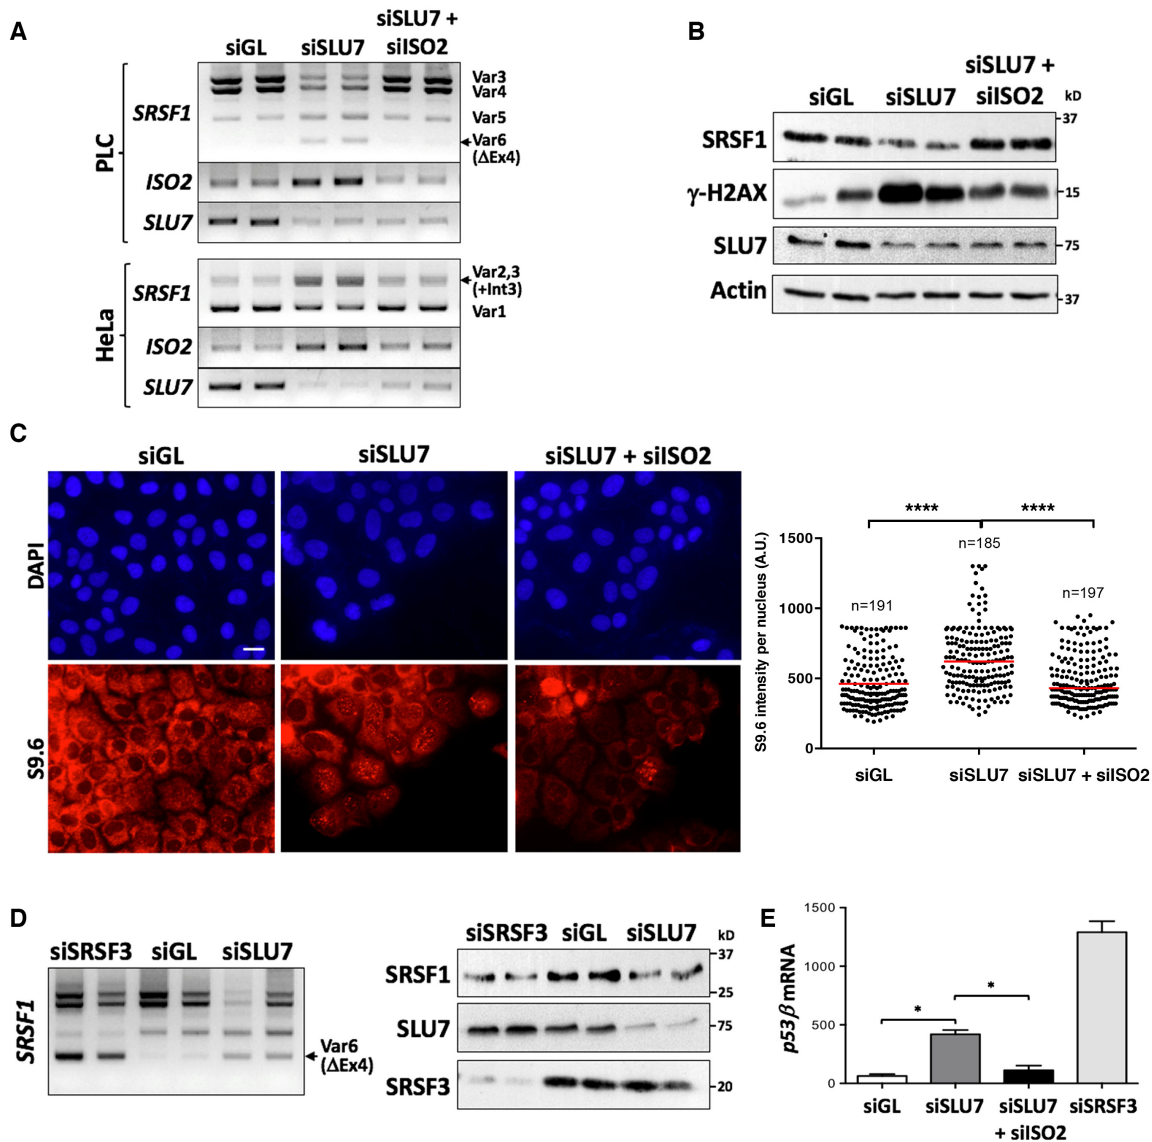 A
siGL
siSLU7
siSLU7 +
siISO2
PLC
SRSF1
Var3
Var4
Var5
Var6
(ΔEx4)
ISO2
SLU7
HeLa
SRSF1
Var2,3
(+Int3)
Var1
ISO2
SLU7
B
siGL
siSLU7
siSLU7 +
siISO2
kD
SRSF1
37
γ-H2AX
15
SLU7
75
Actin
37
C
siGL
siSLU7
siSLU7 + siISO2
DAPI
S9.6
S9.6 intensity per nucleus (A.U.)
1500
1000
500
0
****
****
n=191
n=185
n=197
siGL
siSLU7
siSLU7 + siISO2
D
siSRSF3
siGL
siSLU7
SRSF1
Var6
(ΔEx4)
siSRSF3
siGL
siSLU7
kD
SRSF1
37
25
SLU7
75
SRSF3
20
E
p53β mRNA
1500
1000
500
0
*
*
siGL
siSLU7
siSLU7
+ siISO2
siSRSF3